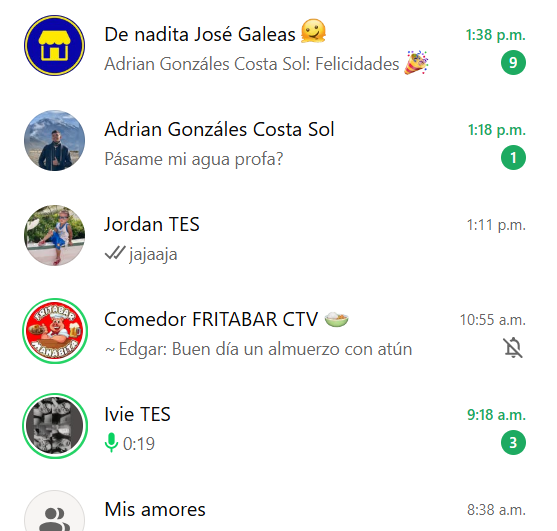 De nadita José Galeas 🤗
1:38 p.m.
Adrian Gonzáles Costa Sol: Felicidades 🎉
9
Adrian Gonzáles Costa Sol
1:18 p.m.
Pásame mi agua profa?
1
Jordan TES
1:11 p.m.
jajaaja
FRITABAR
MANABITA
Comedor FRITABAR CTV 🍚
10:55 a.m.
~ Edgar: Buen día un almuerzo con atún
Ivie TES
9:18 a.m.
0:19
3
Mis amores
8:38 a.m.